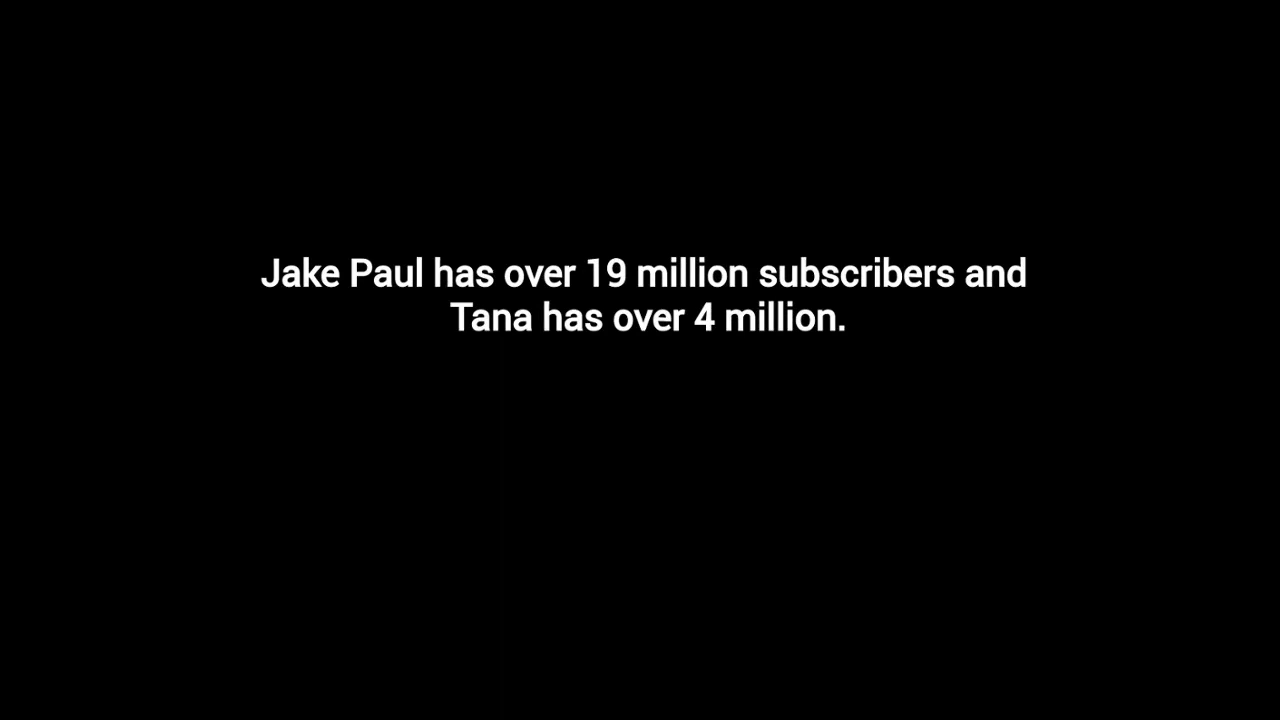 Jake Paul has over 19 million subscribers and
Tana has over 4 million.